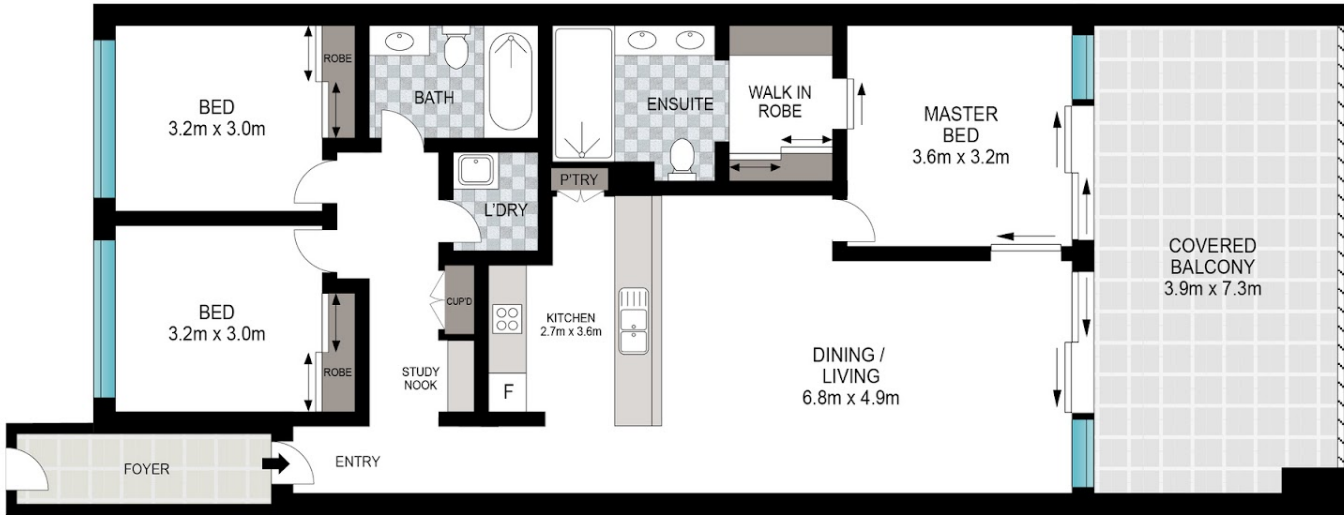 BED
3.2m x 3.0m
ROBE
BATH
ENSUITE
WALK IN
ROBE
MASTER
BED
3.6m x 3.2m
P'TRY
L'DRY
COVERED
BALCONY
3.9m x 7.3m
BED
3.2m x 3.0m
ROBE
CUP'D
STUDY
NOOK
KITCHEN
2.7m x 3.6m
F
DINING /
LIVING
6.8m x 4.9m
FOYER
ENTRY